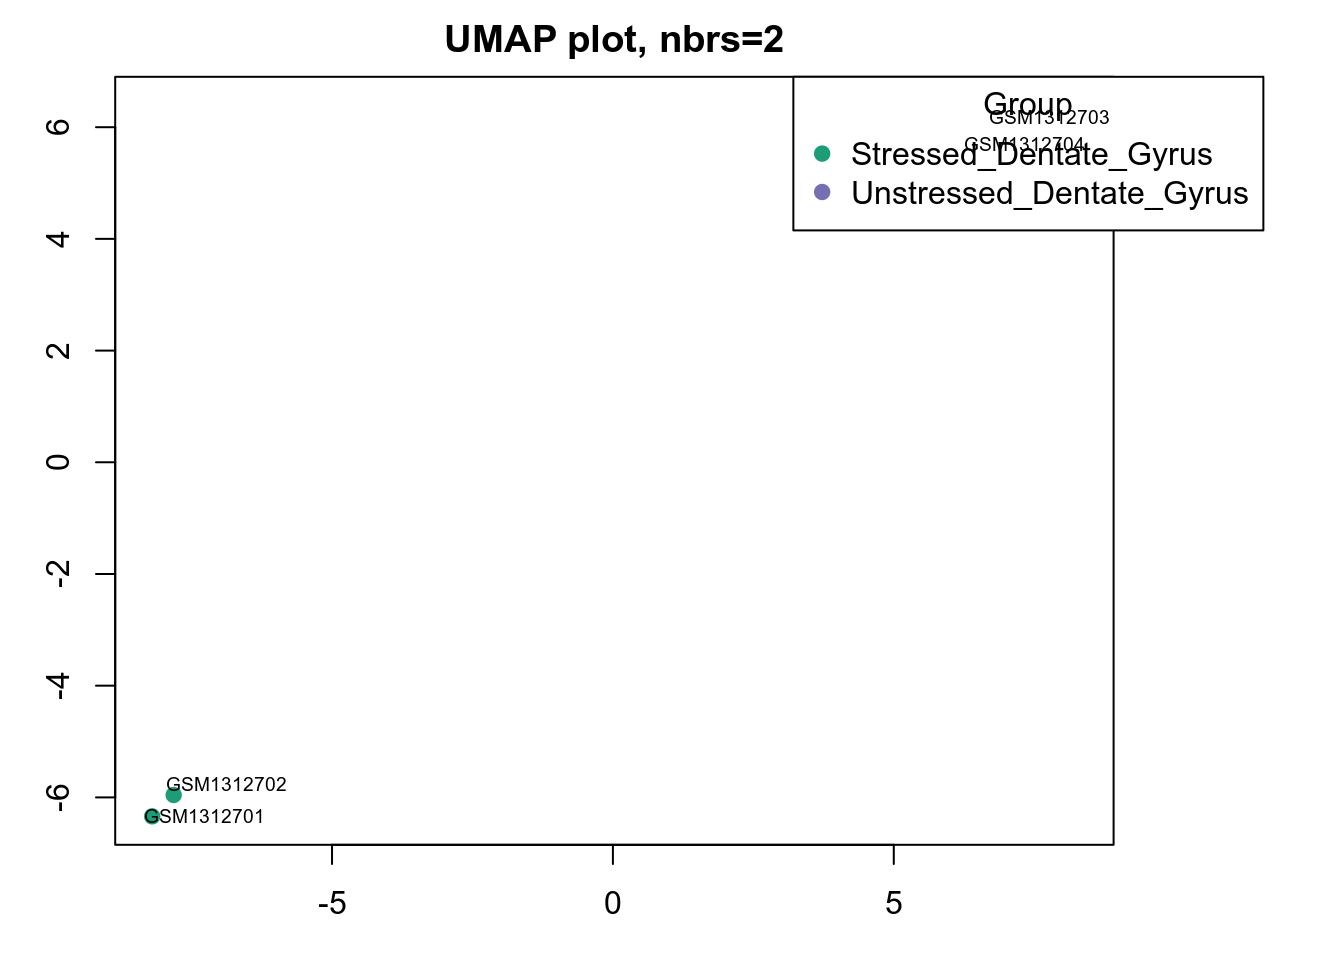 UMAP plot, nbrs=2
Group
GSM1312703
GSM1312704
Stressed_Dentate_Gyrus
Unstressed_Dentate_Gyrus
6
4
2
0
-2
-4
-6
GSM1312702
GSM1312701
-5
0
5